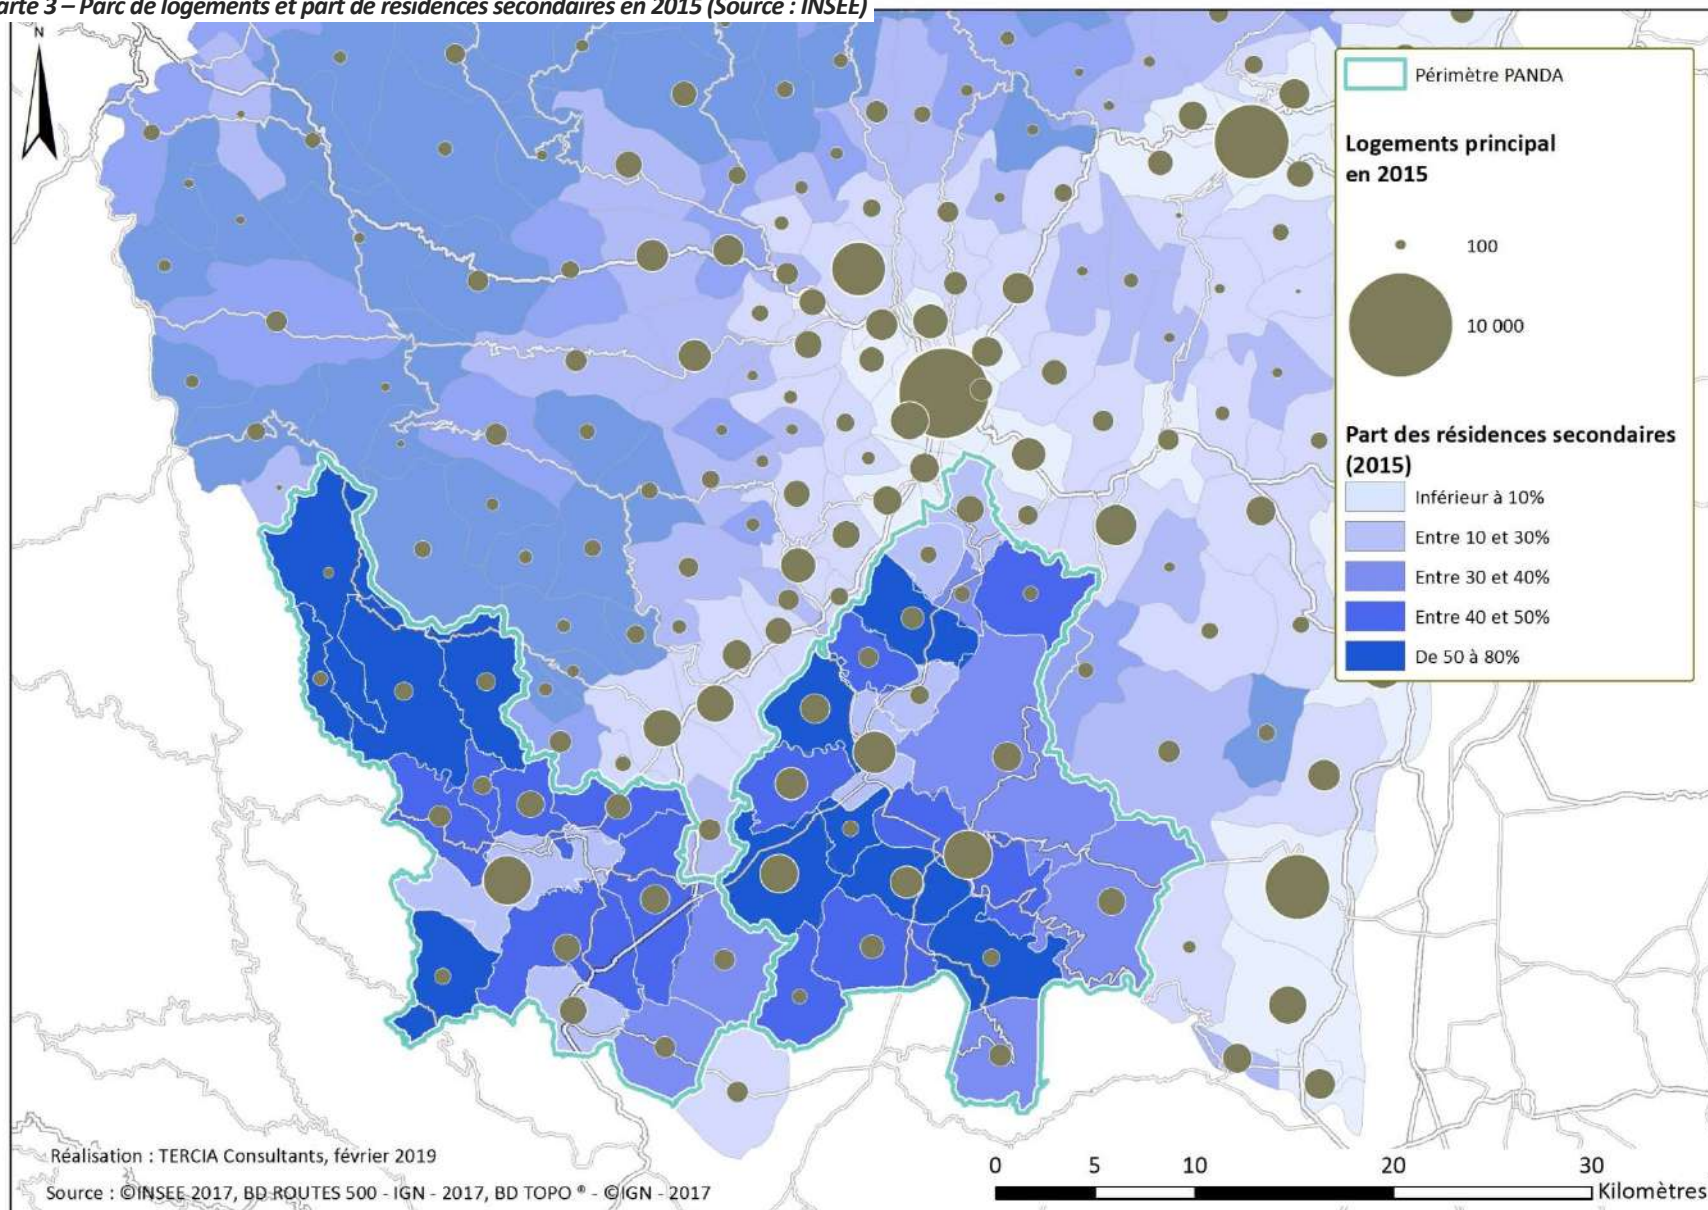 arte 3 – Parc de logements et part de résidences secondaires en 2015 (Source : INSEE)
N
Périmètre PANDA
Logements principal
en 2015
100
10 000
Part des résidences secondaires
(2015)
Inférieur à 10%
Entre 10 et 30%
Entre 30 et 40%
Entre 40 et 50%
De 50 à 80%
Réalisation : TERCIA Consultants, février 2019
Source : ©INSEE 2017, BD ROUTES 500 - IGN - 2017, BD TOPO ® - ©IGN - 2017
0 5 10 20 30
Kilomètres